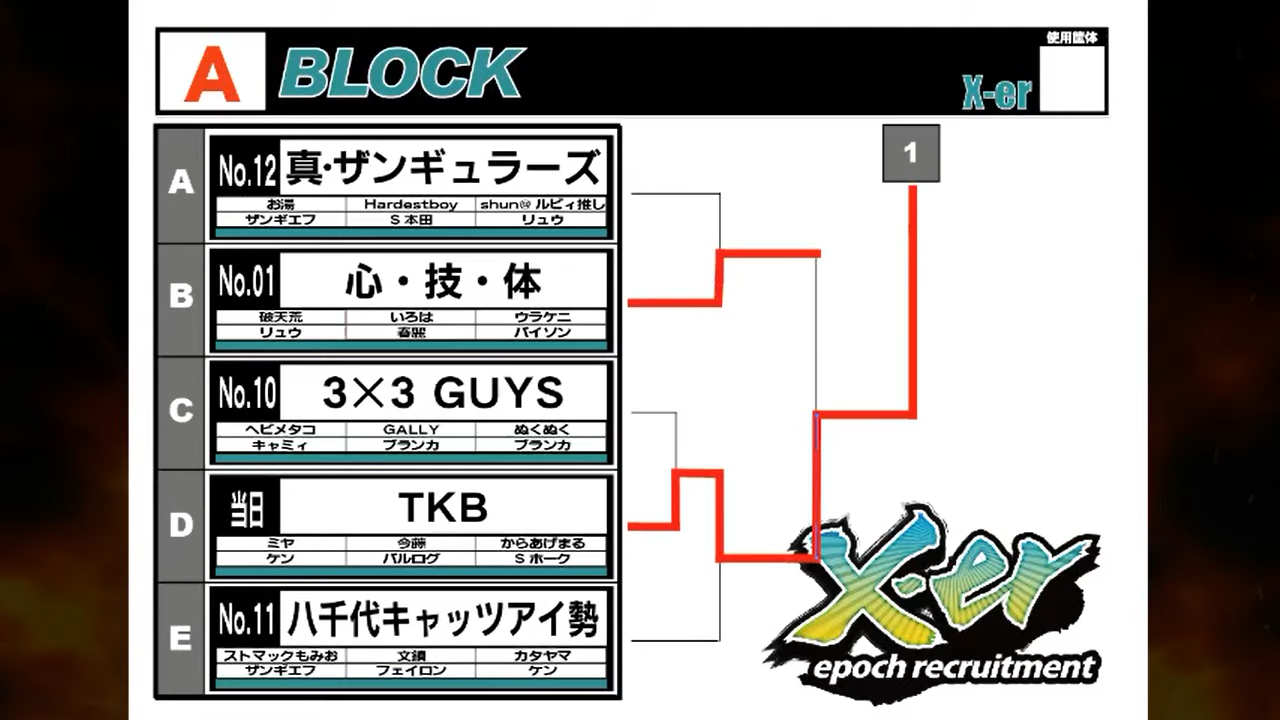 A BLOCK
使用筐体
X-er
1
A
No.12 真・ザンギュラーズ
お湯 Hardestboy shun@ルビィ推し
ザンギエフ S本田 リュウ
B
No.01 心・技・体
破天荒 いろは ウラケニ
リュウ 春麗 バイソン
C
No.10 3×3 GUYS
ヘビメタコ GALLY ぬくぬく
キャミィ ブランカ ブランカ
D
当日 TKB
ミヤ 今藤 からあげまる
ケン バルログ Sホーク
E
No.11 八千代キャッツアイ勢
ストマックもみお 文鎮 カタヤマ
ザンギエフ フェイロン ケン
X-er
epoch recruitment